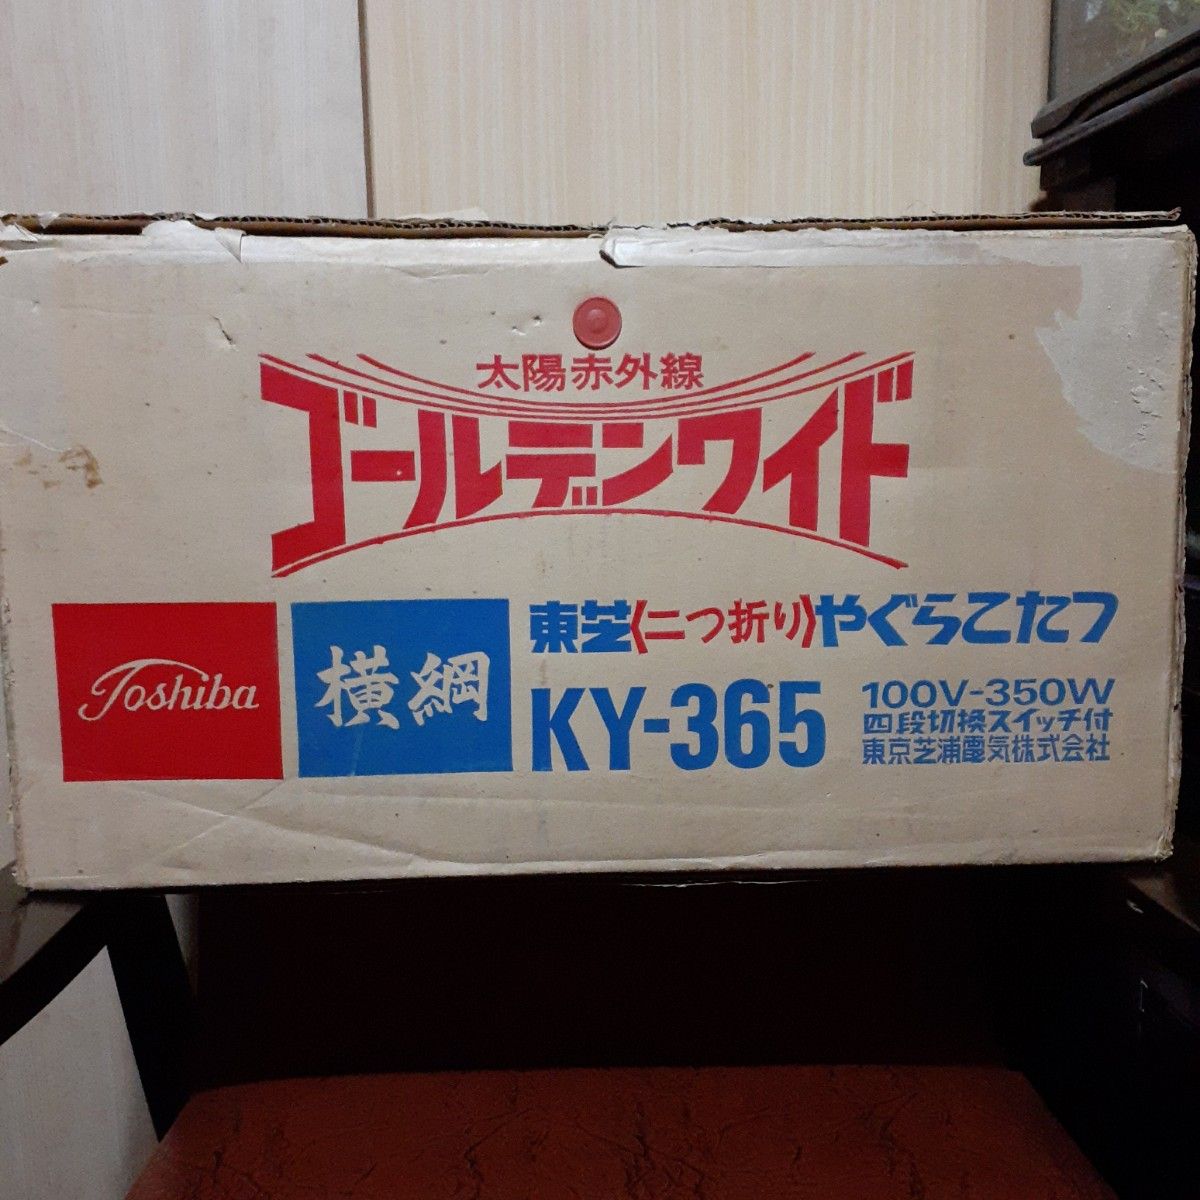 太陽赤外線
ゴールデンワイド
Toshiba
横綱
東芝〈二つ折り〉やぐらこたつ
KY-365
100V-350W
四段切換スイッチ付
東京芝浦電気株式会社